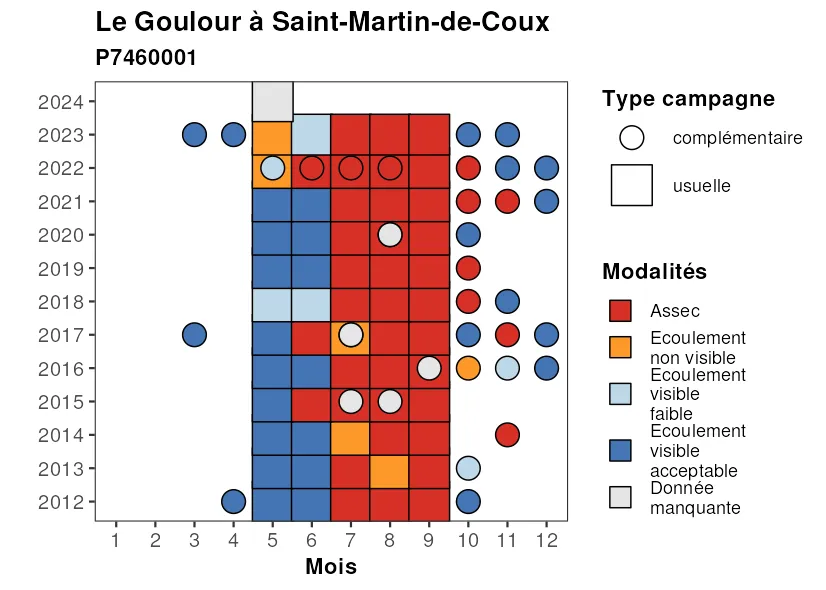 Le Goulour à Saint-Martin-de-Coux
P7460001
2024
2023
2022
2021
2020
2019
2018
2017
2016
2015
2014
2013
2012
1 2 3 4 5 6 7 8 9 10 11 12
Mois
Type campagne
complémentaire
usuelle
Modalités
Assec
Ecoulement
non visible
Ecoulement
visible
faible
Ecoulement
visible
acceptable
Donnée
manquante